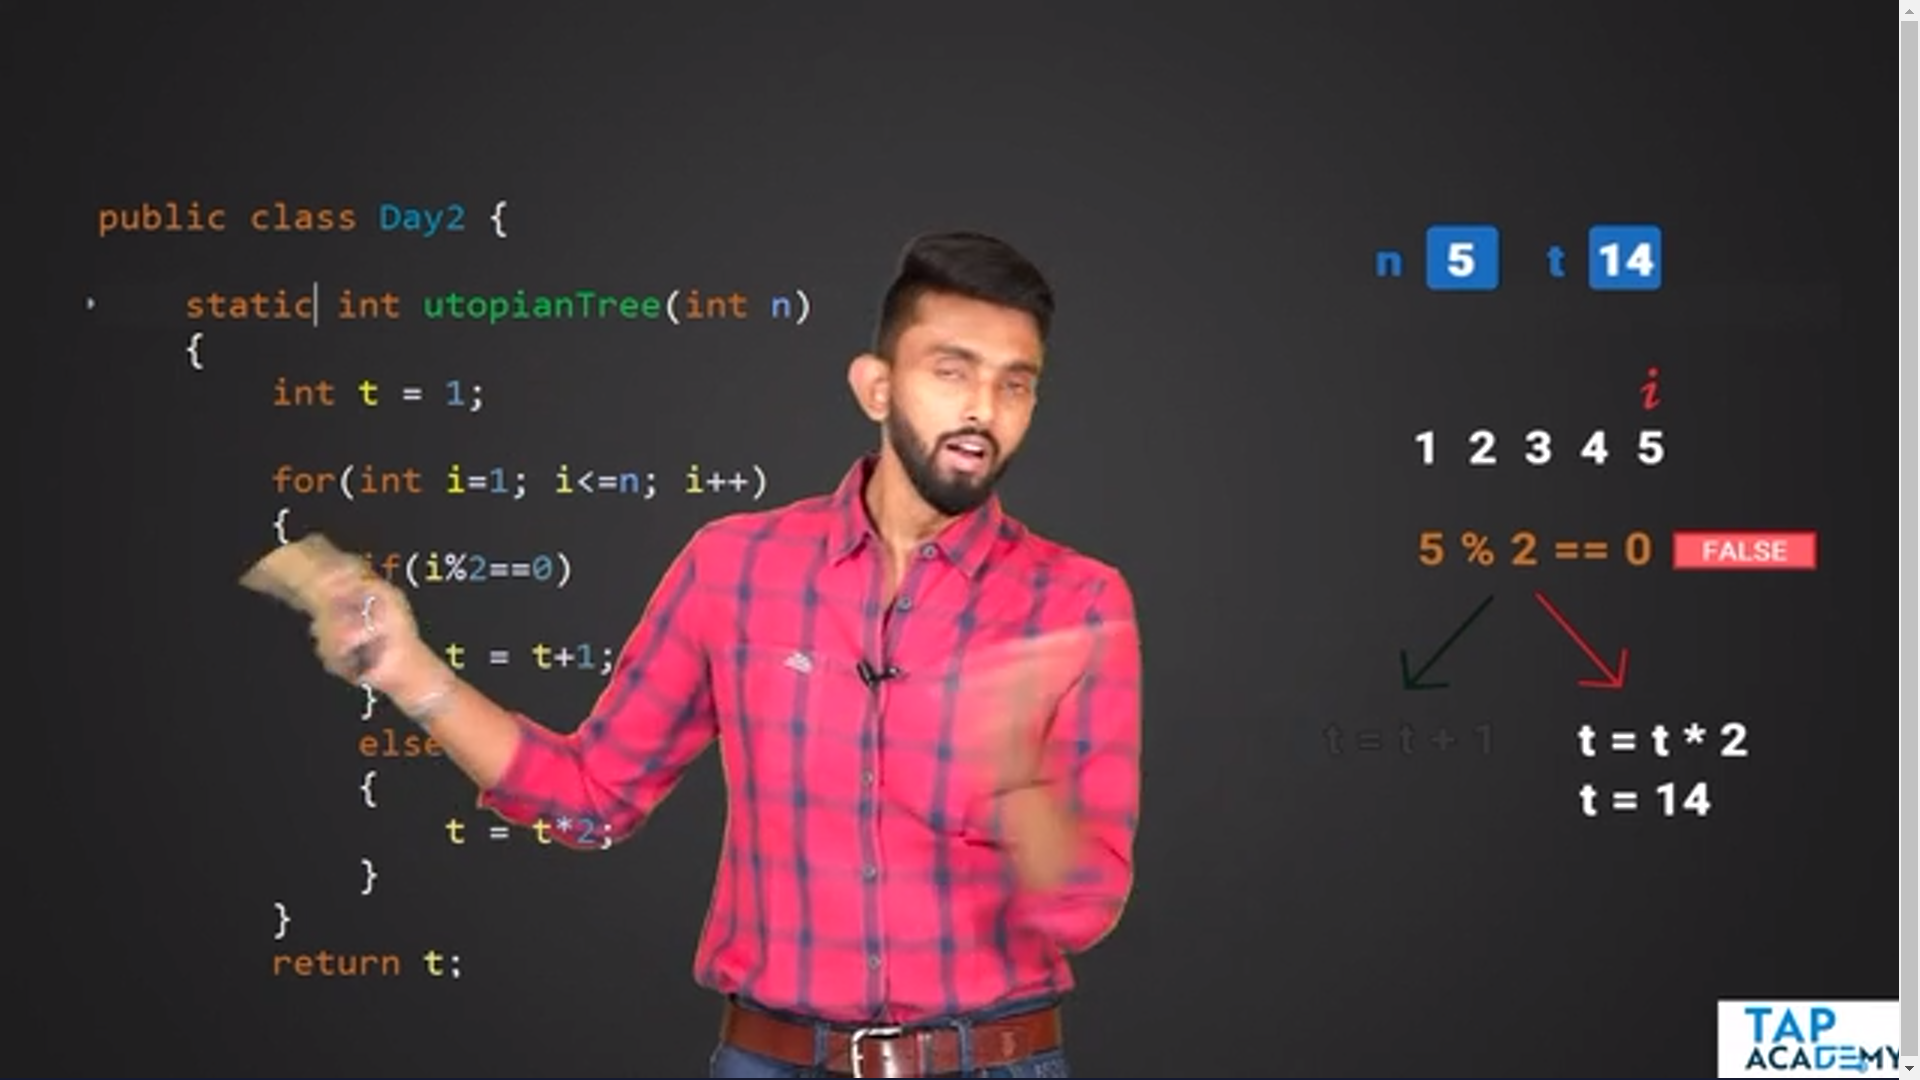 public class Day2 {
static int utopianTree(int n)
{
int t = 1;
for(int i=1; i<=n; i++)
{
if(i%2==0)
{
t = t+1;
}
else
{
t = t*2;
}
}
return t;
n 5 t 14
i
1 2 3 4 5
5 % 2 == 0 FALSE
t = t + 1 t = t * 2
t = 14
TAP
ACADEMY